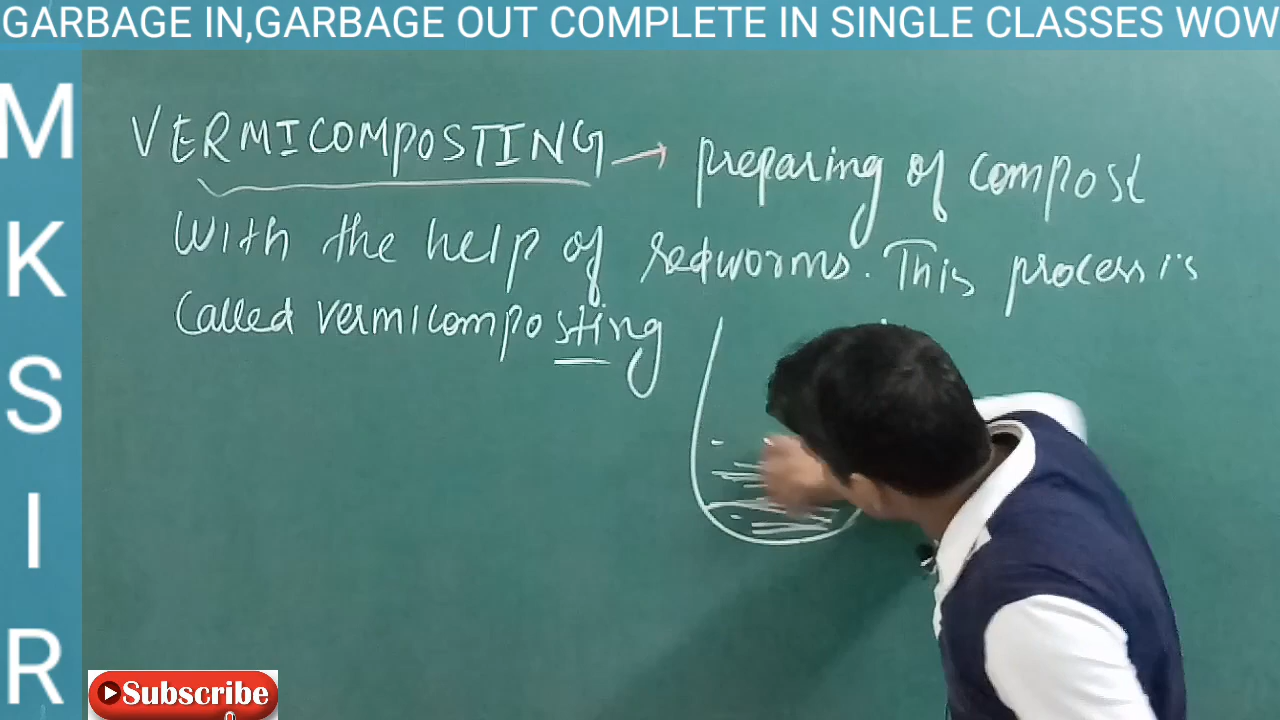 GARBAGE IN,GARBAGE OUT COMPLETE IN SINGLE CLASSES WOW
M
K
S
I
R
VERMICOMPOSTING → preparing of compost
With the help of redworms. This process is
Called vermicomposting
Subscribe